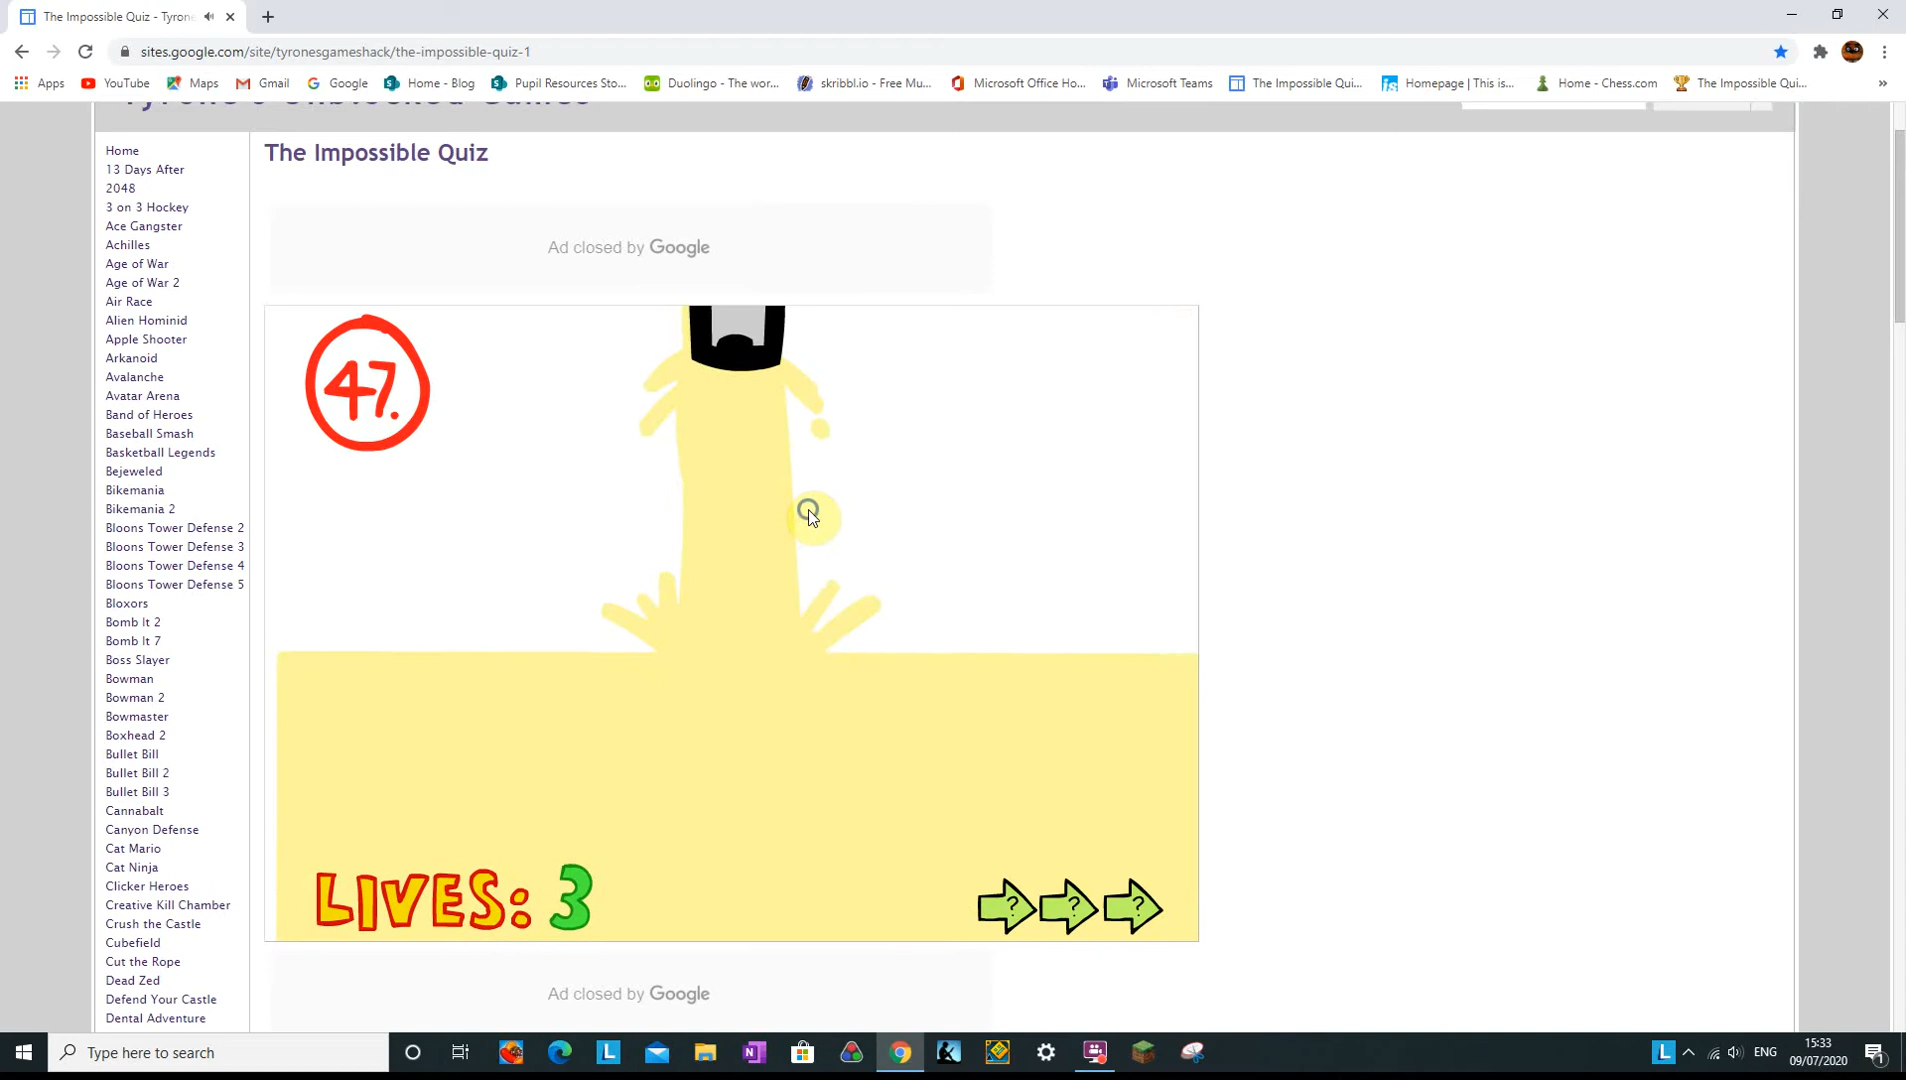 The Impossible Quiz - Tyrone
sites.google.com/site/tyronesgameshack/the-impossible-quiz-1
Apps YouTube Maps Gmail Google Home - Blog Pupil Resources Sto... Duolingo - The wor... skribbl.io - Free Mu... Microsoft Office Ho... Microsoft Teams The Impossible Qui... Homepage | This is... Home - Chess.com The Impossible Quiz... »
Tyrone's Unblocked Games
Home
13 Days After
2048
3 on 3 Hockey
Ace Gangster
Achilles
Age of War
Age of War 2
Air Race
Alien Hominid
Apple Shooter
Arkanoid
Avalanche
Avatar Arena
Band of Heroes
Baseball Smash
Basketball Legends
Bejeweled
Bikemania
Bikemania 2
Bloons Tower Defense 2
Bloons Tower Defense 3
Bloons Tower Defense 4
Bloons Tower Defense 5
Bloxors
Bomb It 2
Bomb It 7
Boss Slayer
Bowman
Bowman 2
Bowmaster
Boxhead 2
Bullet Bill
Bullet Bill 2
Bullet Bill 3
Cannabalt
Canyon Defense
Cat Mario
Cat Ninja
Clicker Heroes
Creative Kill Chamber
Crush the Castle
Cubefield
Cut the Rope
Dead Zed
Defend Your Castle
Dental Adventure
The Impossible Quiz
Ad closed by Google
47.
LIVES: 3
? ? ?
Ad closed by Google
Type here to search
L
L
ENG
15:33
09/07/2020
1